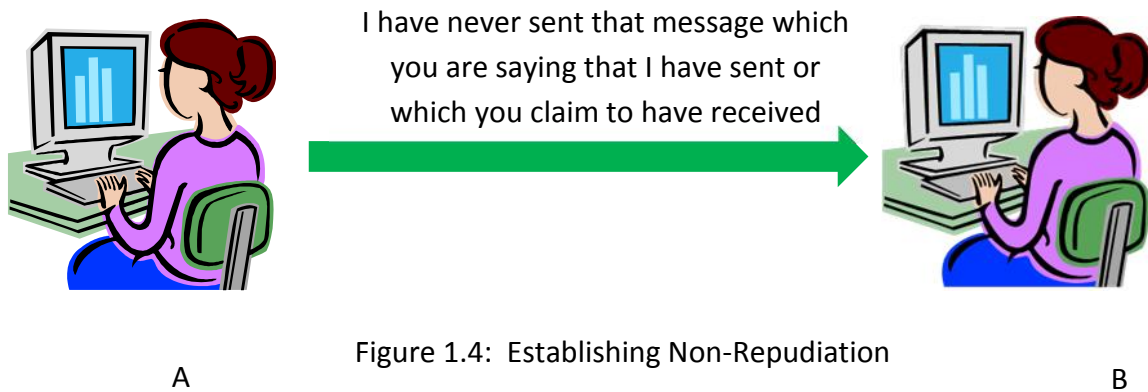 I have never sent that message which
you are saying that I have sent or
which you claim to have received
Figure 1.4: Establishing Non-Repudiation
A
B